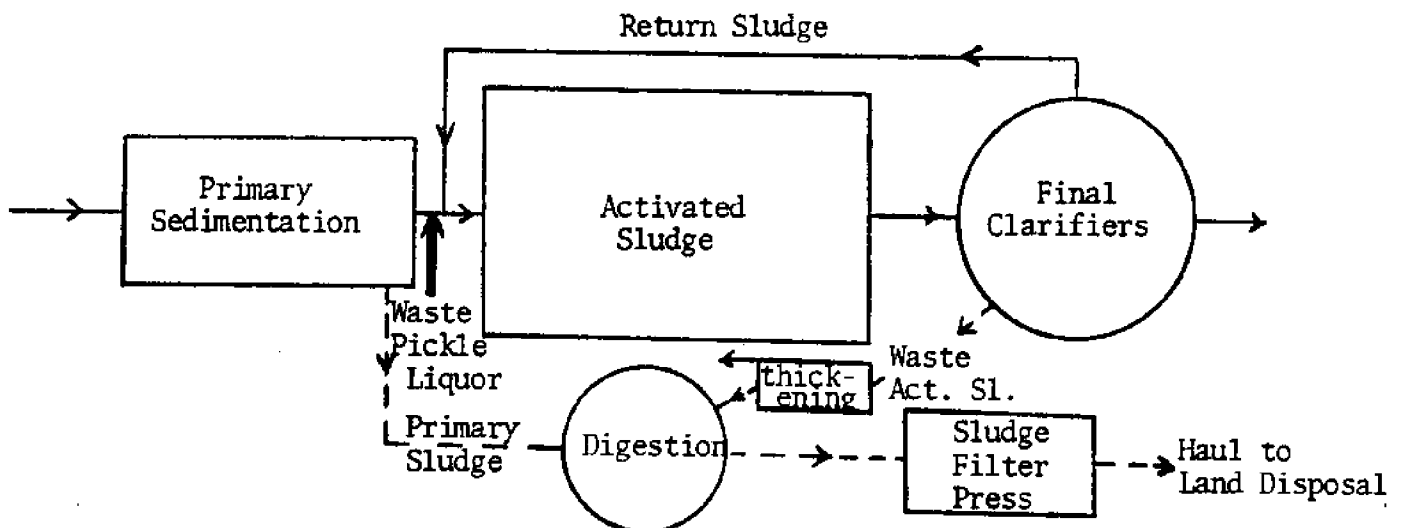 Return Sludge
Primary
Sedimentation
Activated
Sludge
Final
Clarifiers
Waste
Pickle
Liquor
thick-
ening
Waste
Act. Sl.
Primary
Sludge
Digestion
Sludge
Filter
Press
Haul to
Land Disposal